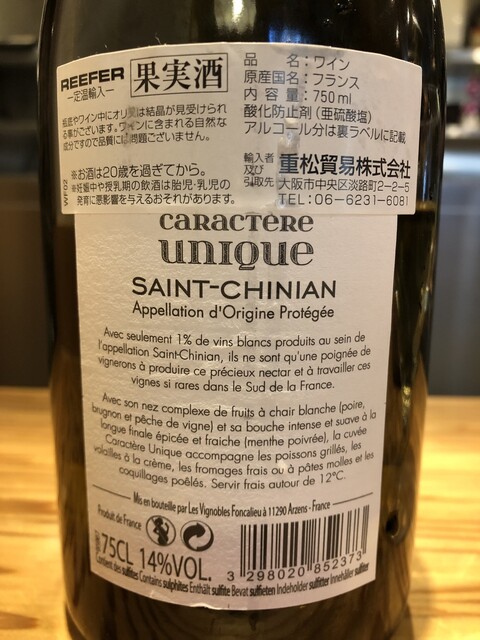 REEFER
―定温輸入―
果実酒
瓶底やワイン中にオリ又は結晶が見受けられ
る事がございます。ワインに含まれる自然な
成分ですので品質には問題ございません。
※お酒は20歳を過ぎてから。
※妊娠中や授乳期の飲酒は胎児・乳児の
発育に悪影響を与えるおそれがあります。
WF02
品 名：ワイン
原産国名：フランス
内 容 量：750ml
酸化防止剤（亜硫酸塩）
アルコール分は裏ラベルに記載
輸入者
及び
引取先
重松貿易株式会社
大阪市中央区淡路町2-2-5
TEL：06-6231-6081
CARACTÈRE
UNIQUE
SAINT-CHINIAN
Appellation d'Origine Protégée
Avec seulement 1% de vins blancs produits au sein de
l'appellation Saint-Chinian, ils ne sont qu'une poignée de
vignerons à produire ce précieux nectar et à travailler ces
vignes si rares dans le Sud de la France.
Avec son nez complexe de fruits à chair blanche (poire,
brugnon et pêche de vigne) et sa bouche intense et suave à la
longue finale épicée et fraiche (menthe poivrée), la cuvée
Caractère Unique accompagne les poissons grillés, les
volailles à la crème, les fromages frais ou à pâtes molles et les
coquillages poêlés. Servir frais autour de 12°C.
Mis en bouteille par Les Vignobles Foncalieu à 11290 Arzens - France
Produit de France
75CL 14%VOL.
3 298020 852373
Contient des sulfites Contains sulphites Enthält sulfite Bevat sulfieten Indeholder sulfitter Innehåller sulfiter